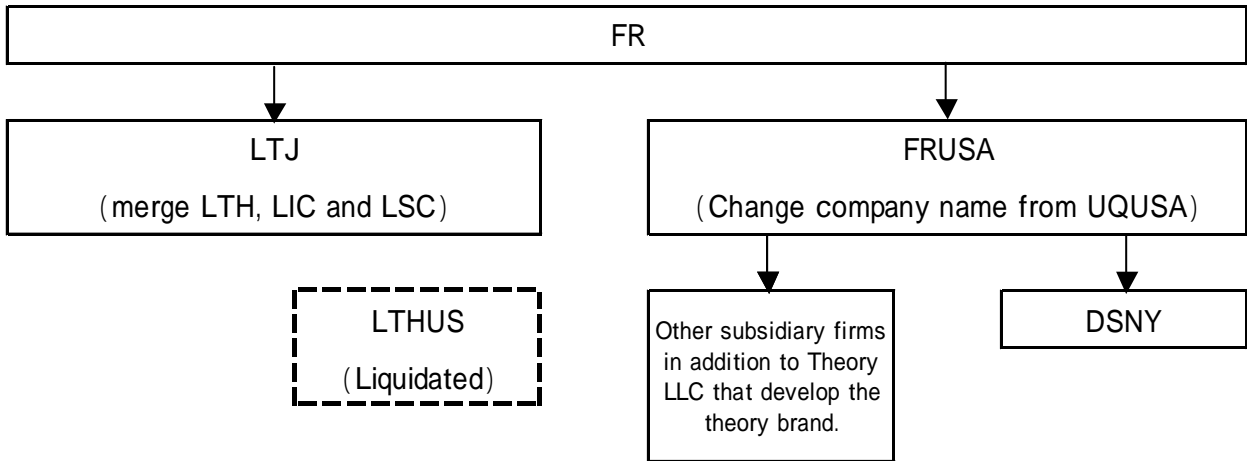 FR
LTJ
(merge LTH, LIC and LSC)
FRUSA
(Change company name from UQUSA)
LTHUS
(Liquidated)
Other subsidiary firms
in addition to Theory
LLC that develop the
theory brand.
DSNY